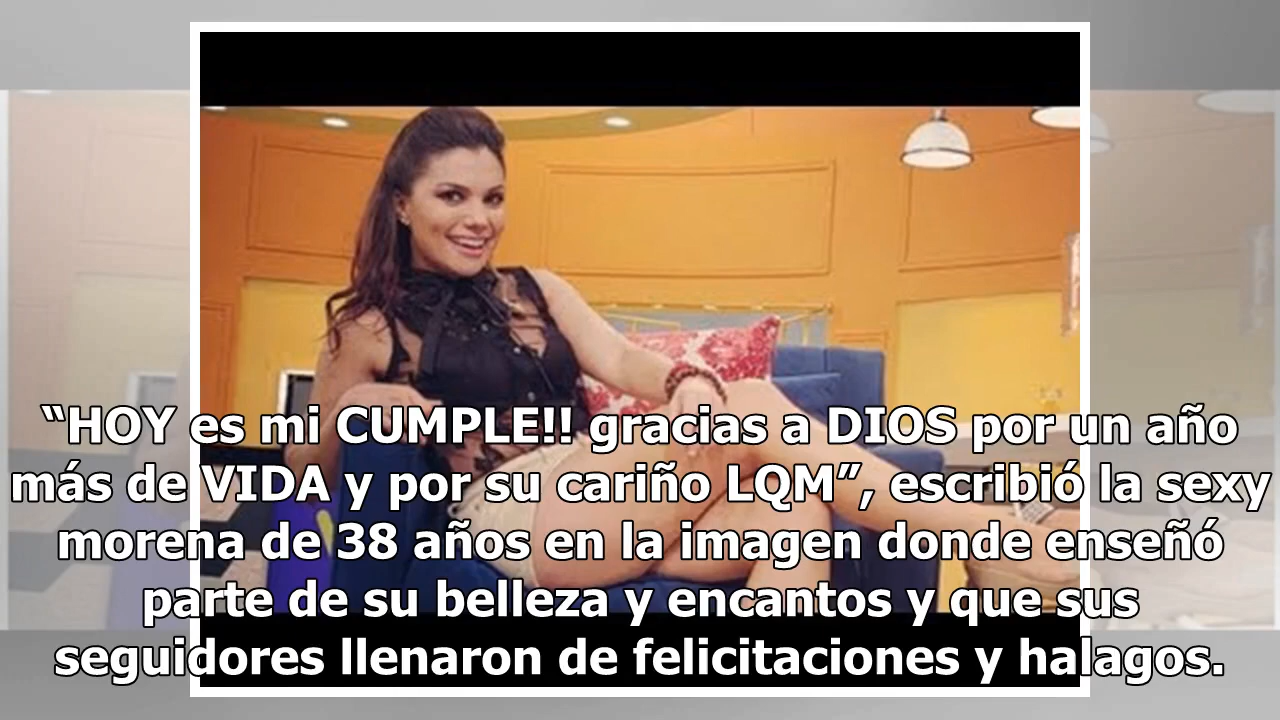 “HOY es mi CUMPLE!! gracias a DIOS por un año
más de VIDA y por su cariño LQM”, escribió la sexy
morena de 38 años en la imagen donde enseñó
parte de su belleza y encantos y que sus
seguidores llenaron de felicitaciones y halagos.